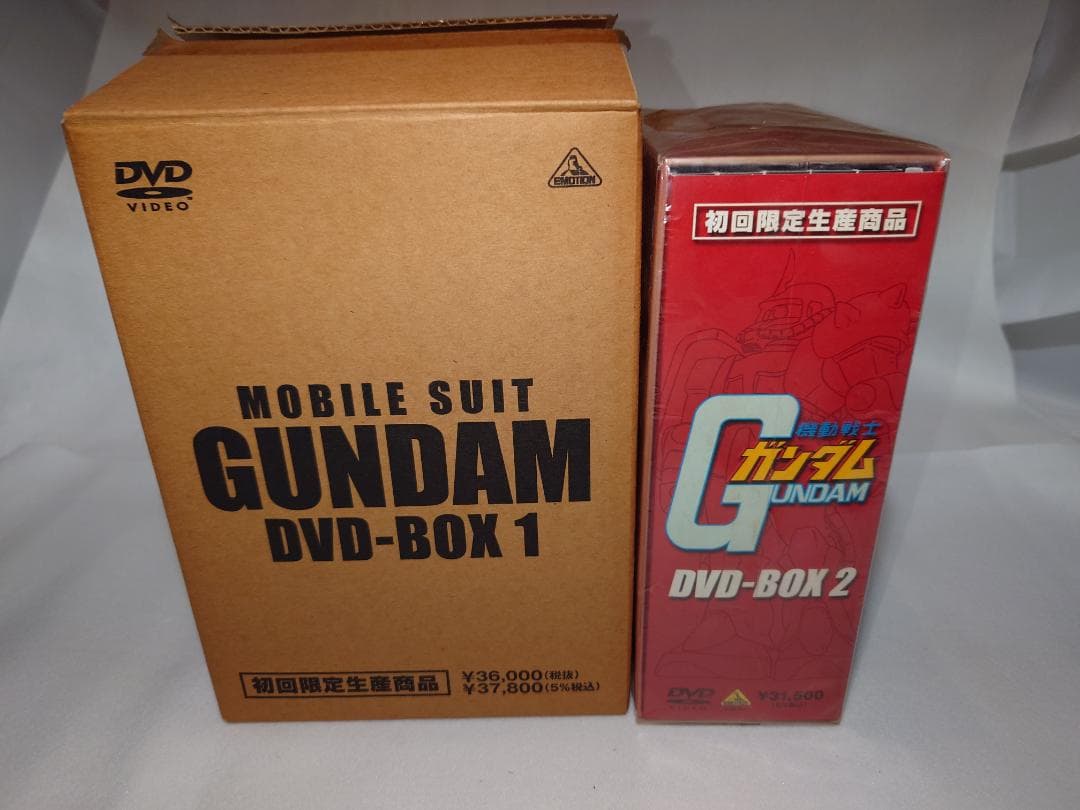 DVD
VIDEO
EMOTION
MOBILE SUIT
GUNDAM
DVD-BOX 1
初回限定生産商品
¥36,000(税抜)
¥37,800(5%税込)
初回限定生産商品
機動戦士
ガンダム
GUNDAM
DVD-BOX 2
DVD
VIDEO
¥31,500